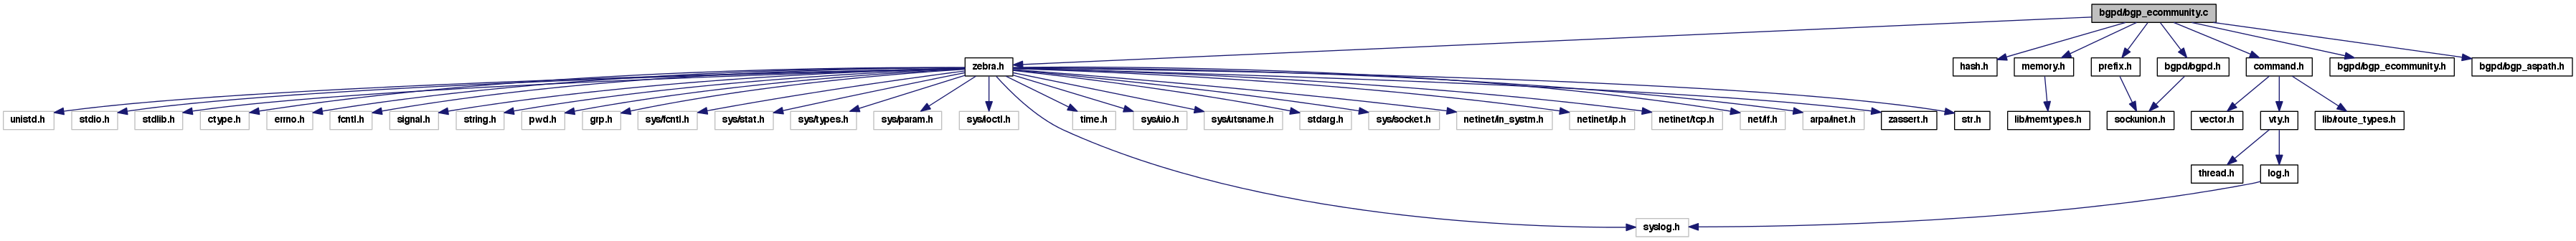 bgpd/bgp_ecommunity.c
zebra.h
hash.h
memory.h
prefix.h
bgpd/bgpd.h
command.h
bgpd/bgp_ecommunity.h
bgpd/bgp_aspath.h
unistd.h
stdio.h
stdlib.h
ctype.h
errno.h
fcntl.h
signal.h
string.h
pwd.h
grp.h
sys/fcntl.h
sys/stat.h
sys/types.h
sys/param.h
sys/ioctl.h
time.h
sys/uio.h
sys/utsname.h
stdarg.h
sys/socket.h
netinet/in_systm.h
netinet/ip.h
netinet/tcp.h
net/if.h
arpa/inet.h
zassert.h
str.h
lib/memtypes.h
sockunion.h
vector.h
vty.h
lib/route_types.h
thread.h
log.h
syslog.h